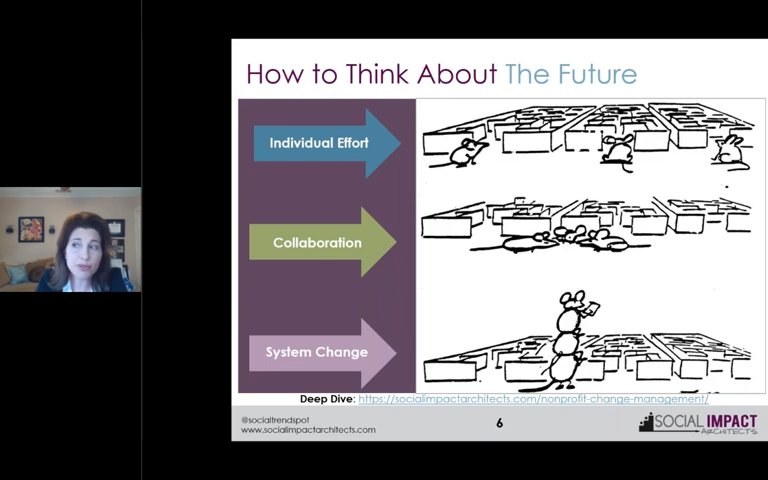 How to Think About The Future
Individual Effort
Collaboration
System Change
Deep Dive: https://socialimpactarchitects.com/nonprofit-change-management/
@socialtrendspot
www.socialimpactarchitects.com
6
SOCIAL IMPACT
ARCHITECTS